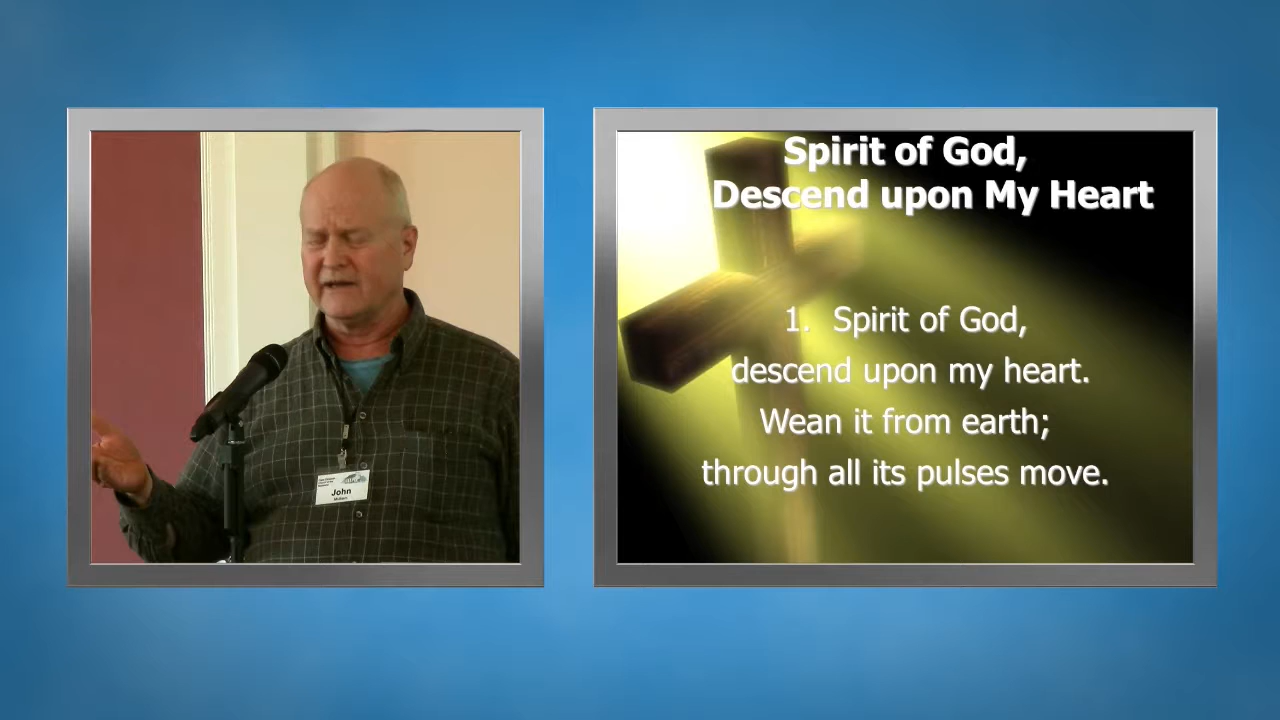 John
Spirit of God,
Descend upon My Heart
1. Spirit of God,
descend upon my heart.
Wean it from earth;
through all its pulses move.